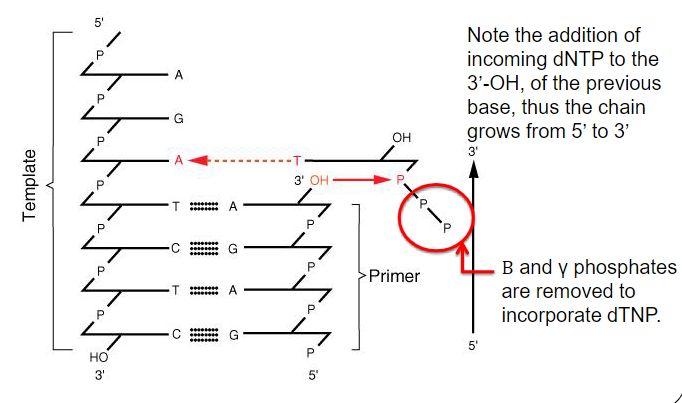 5'
P
A
P
G
P
A
T
OH
P
3' OH
P
T
A
P
P
P
P
C
G
P
P
T
A
P
P
C
G
P
HO
3'
5'
Template
Primer
Note the addition of
incoming dNTP to the
3'-OH, of the previous
base, thus the chain
grows from 5' to 3'
3'
5'
B and γ phosphates
are removed to
incorporate dTNP.